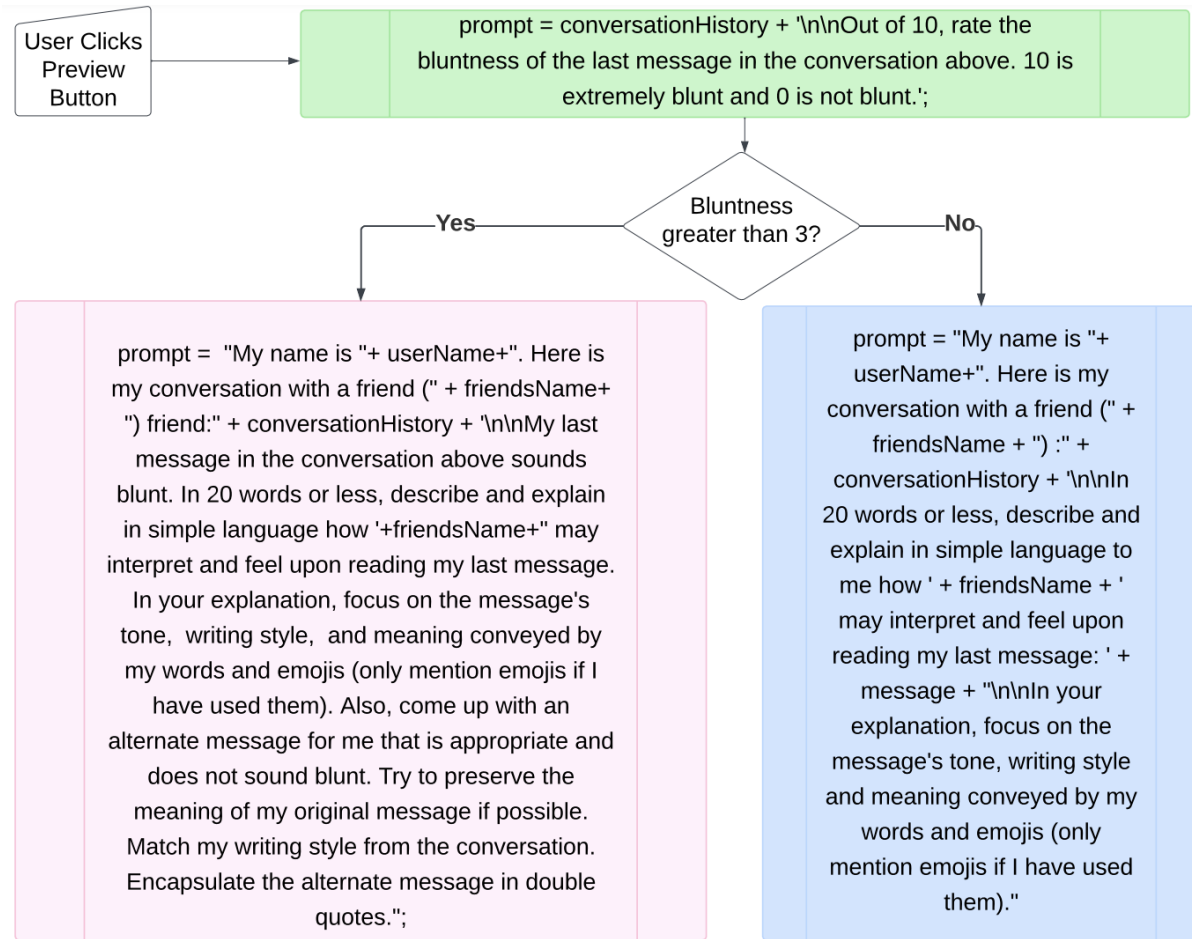 User Clicks
Preview
Button
prompt = conversationHistory + '\n\nOut of 10, rate the
bluntness of the last message in the conversation above. 10 is
extremely blunt and 0 is not blunt.';
Bluntness
greater than 3?
Yes
No
prompt =  "My name is "+ userName+". Here is
my conversation with a friend (" + friendsName+
") friend:" + conversationHistory + '\n\nMy last
message in the conversation above sounds
blunt. In 20 words or less, describe and explain
in simple language how '+friendsName+" may
interpret and feel upon reading my last message.
In your explanation, focus on the message's
tone,  writing style,  and meaning conveyed by
my words and emojis (only mention emojis if I
have used them). Also, come up with an
alternate message for me that is appropriate and
does not sound blunt. Try to preserve the
meaning of my original message if possible.
Match my writing style from the conversation.
Encapsulate the alternate message in double
quotes.";
prompt = "My name is "+
userName+". Here is my
conversation with a friend (" +
friendsName + ") :" +
conversationHistory + '\n\nIn
20 words or less, describe and
explain in simple language to
me how ' + friendsName + '
may interpret and feel upon
reading my last message: ' +
message + "\n\nIn your
explanation, focus on the
message's tone, writing style
and meaning conveyed by my
words and emojis (only
mention emojis if I have used
them)."